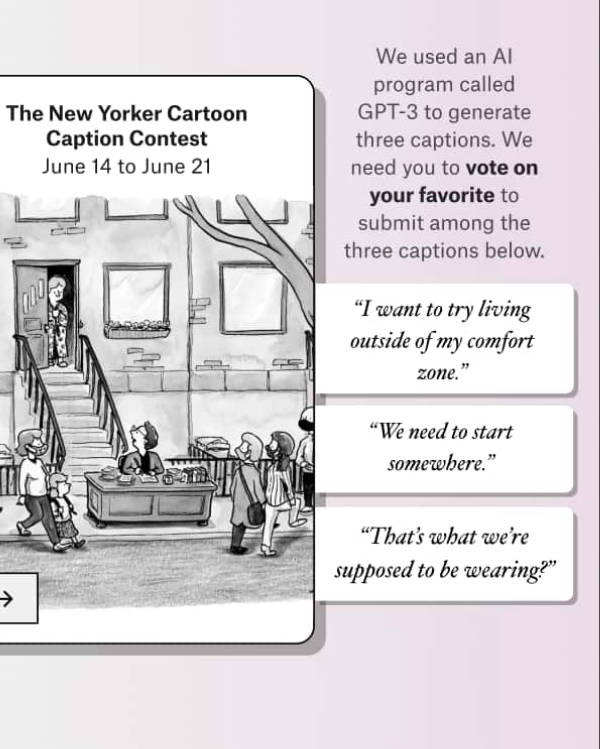 The New Yorker Cartoon
Caption Contest
June 14 to June 21
We used an AI
program called
GPT-3 to generate
three captions. We
need you to vote on
your favorite to
submit among the
three captions below.
“I want to try living
outside of my comfort
zone.”
“We need to start
somewhere.”
“That’s what we’re
supposed to be wearing?”